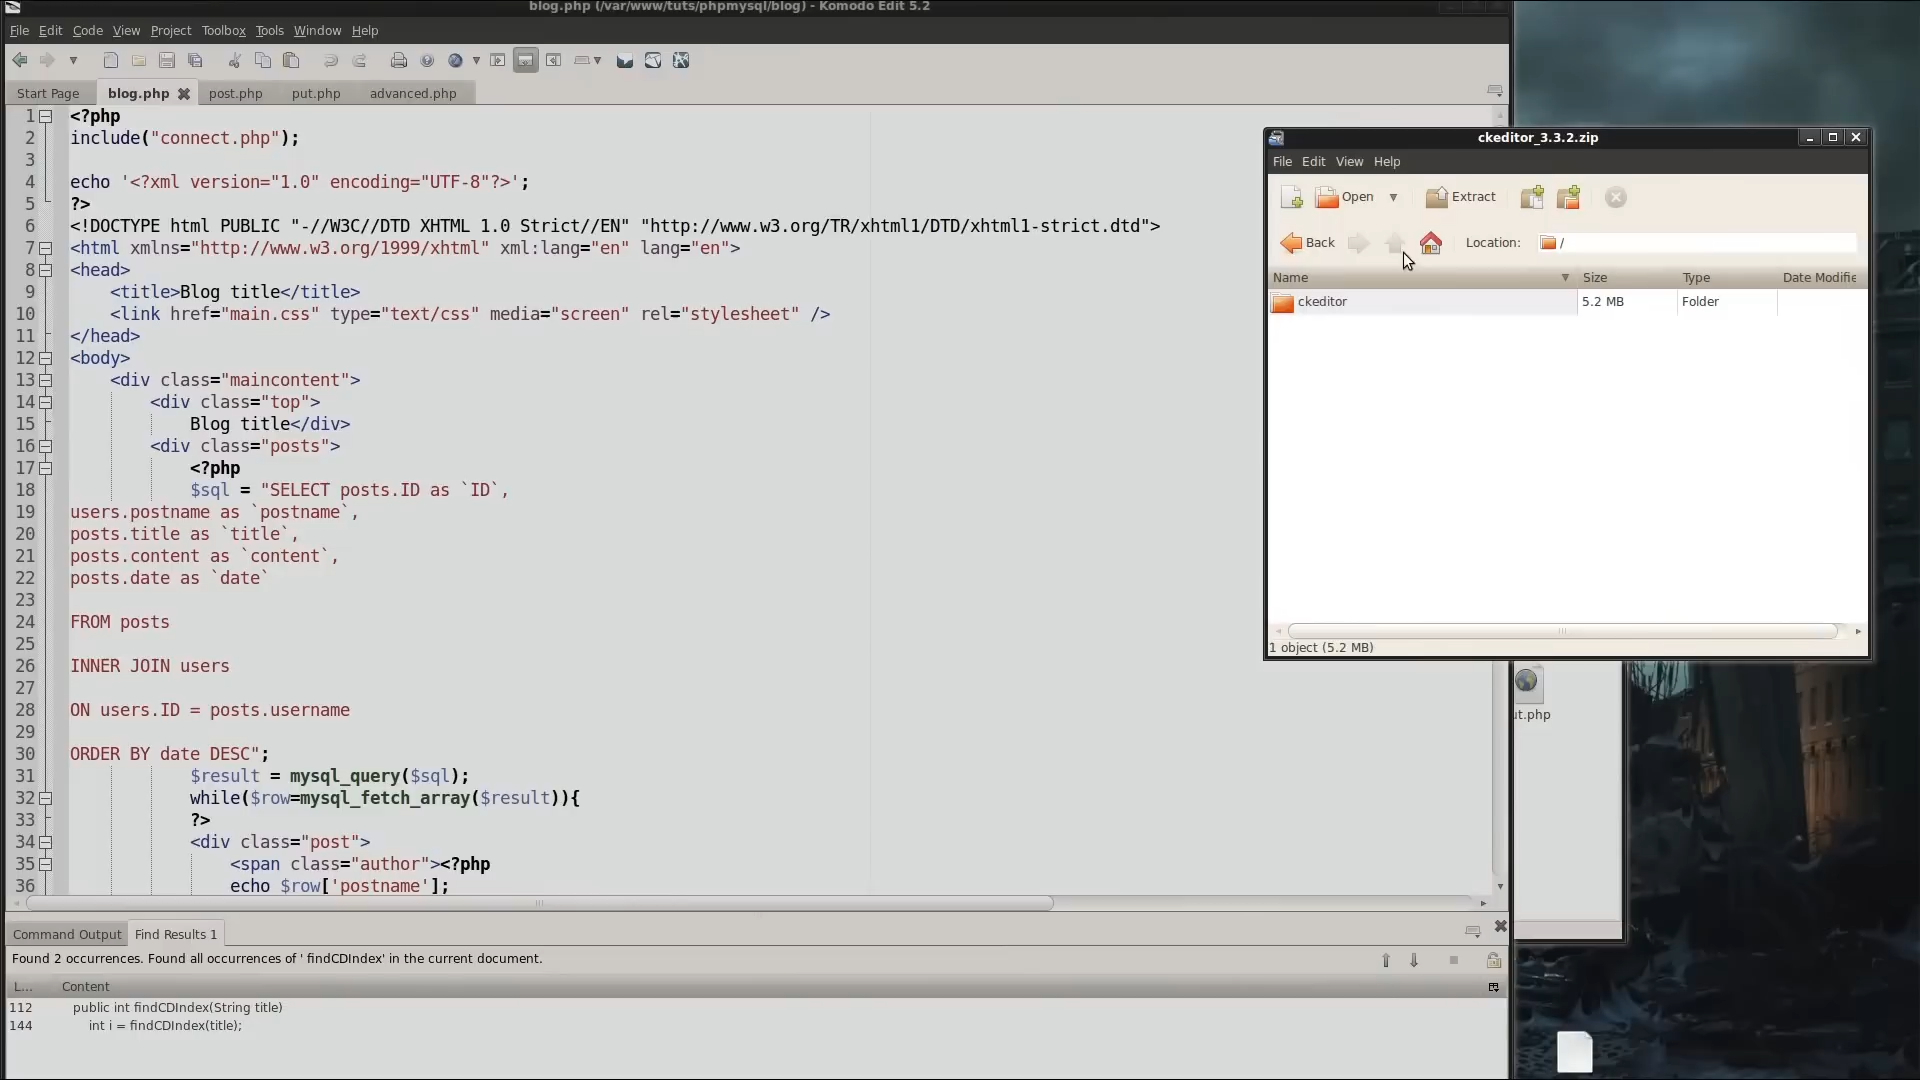 blog.php (/var/www/tuts/phpmysql/blog) - Komodo Edit 5.2
File Edit Code View Project Toolbox Tools Window Help
Start Page blog.php post.php put.php advanced.php
1 <?php
2 include("connect.php");
3
4 echo '<?xml version="1.0" encoding="UTF-8"?>';
5 ?>
6 <!DOCTYPE html PUBLIC "-//W3C//DTD XHTML 1.0 Strict//EN" "http://www.w3.org/TR/xhtml1/DTD/xhtml1-strict.dtd">
7 <html xmlns="http://www.w3.org/1999/xhtml" xml:lang="en" lang="en">
8 <head>
9 <title>Blog title</title>
10 <link href="main.css" type="text/css" media="screen" rel="stylesheet" />
11 </head>
12 <body>
13 <div class="maincontent">
14 <div class="top">
15 Blog title</div>
16 <div class="posts">
17 <?php
18 $sql = "SELECT posts.ID as `ID`,
19 users.postname as `postname`,
20 posts.title as `title`,
21 posts.content as `content`,
22 posts.date as `date`
23
24 FROM posts
25
26 INNER JOIN users
27
28 ON users.ID = posts.username
29
30 ORDER BY date DESC";
31 $result = mysql_query($sql);
32 while($row=mysql_fetch_array($result)){
33 ?>
34 <div class="post">
35 <span class="author"><?php
36 echo $row['postname'];
Command Output Find Results 1
Found 2 occurrences. Found all occurrences of ' findCDIndex' in the current document.
L... Content
112 public int findCDIndex(String title)
144 int i = findCDIndex(title);
ckeditor_3.3.2.zip
File Edit View Help
Open Extract
Back Location: /
Name Size Type Date Modifie
ckeditor 5.2 MB Folder
1 object (5.2 MB)
ut.php